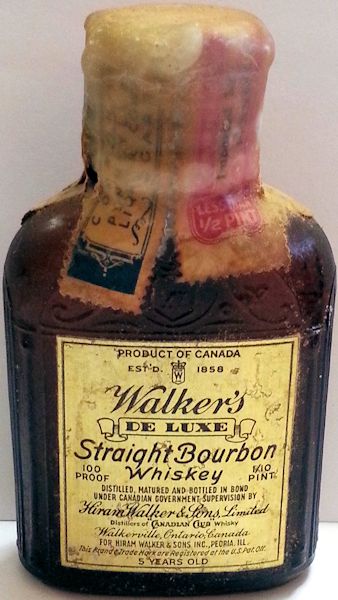 LESS THAN
1/2 PINT
PRODUCT OF CANADA
EST'D. W 1858
Walker's
DE LUXE
Straight Bourbon
Whiskey
100 PROOF
1/10 PINT
DISTILLED, MATURED AND BOTTLED IN BOND
UNDER CANADIAN GOVERNMENT SUPERVISION BY
Hiram Walker & Sons, Limited
Distillers of CANADIAN CLUB Whisky
Walkerville, Ontario, Canada
FOR HIRAM WALKER & SONS INC., PEORIA, ILL.
This Brand & Trade Mark are Registered at the U.S. Pat. Off.
5 YEARS OLD